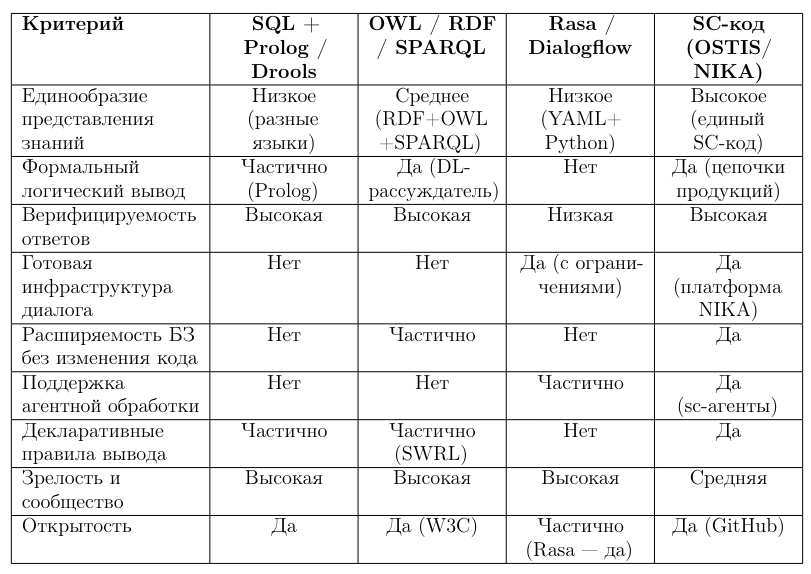 Критерий
SQL +
Prolog /
Drools
OWL / RDF
/ SPARQL
Rasa /
Dialogflow
SC-код
(OSTIS/
NIKA)
Единообразие
представления
знаний
Низкое
(разные
языки)
Среднее
(RDF+OWL
+SPARQL)
Низкое
(YAML+
Python)
Высокое
(единый
SC-код)
Формальный
логический вывод
Частично
(Prolog)
Да (DL-
рассуждатель)
Нет
Да (цепочки
продукций)
Верифицируемость
ответов
Высокая
Высокая
Низкая
Высокая
Готовая
инфраструктура
диалога
Нет
Нет
Да (с ограни-
чениями)
Да
(платформа
NIKA)
Расширяемость БЗ
без изменения кода
Нет
Частично
Нет
Да
Поддержка
агентной обработки
Нет
Нет
Частично
Да
(sc-агенты)
Декларативные
правила вывода
Частично
Частично
(SWRL)
Нет
Да
Зрелость и
сообщество
Высокая
Высокая
Высокая
Средняя
Открытость
Да
Да (W3C)
Частично
(Rasa — да)
Да (GitHub)